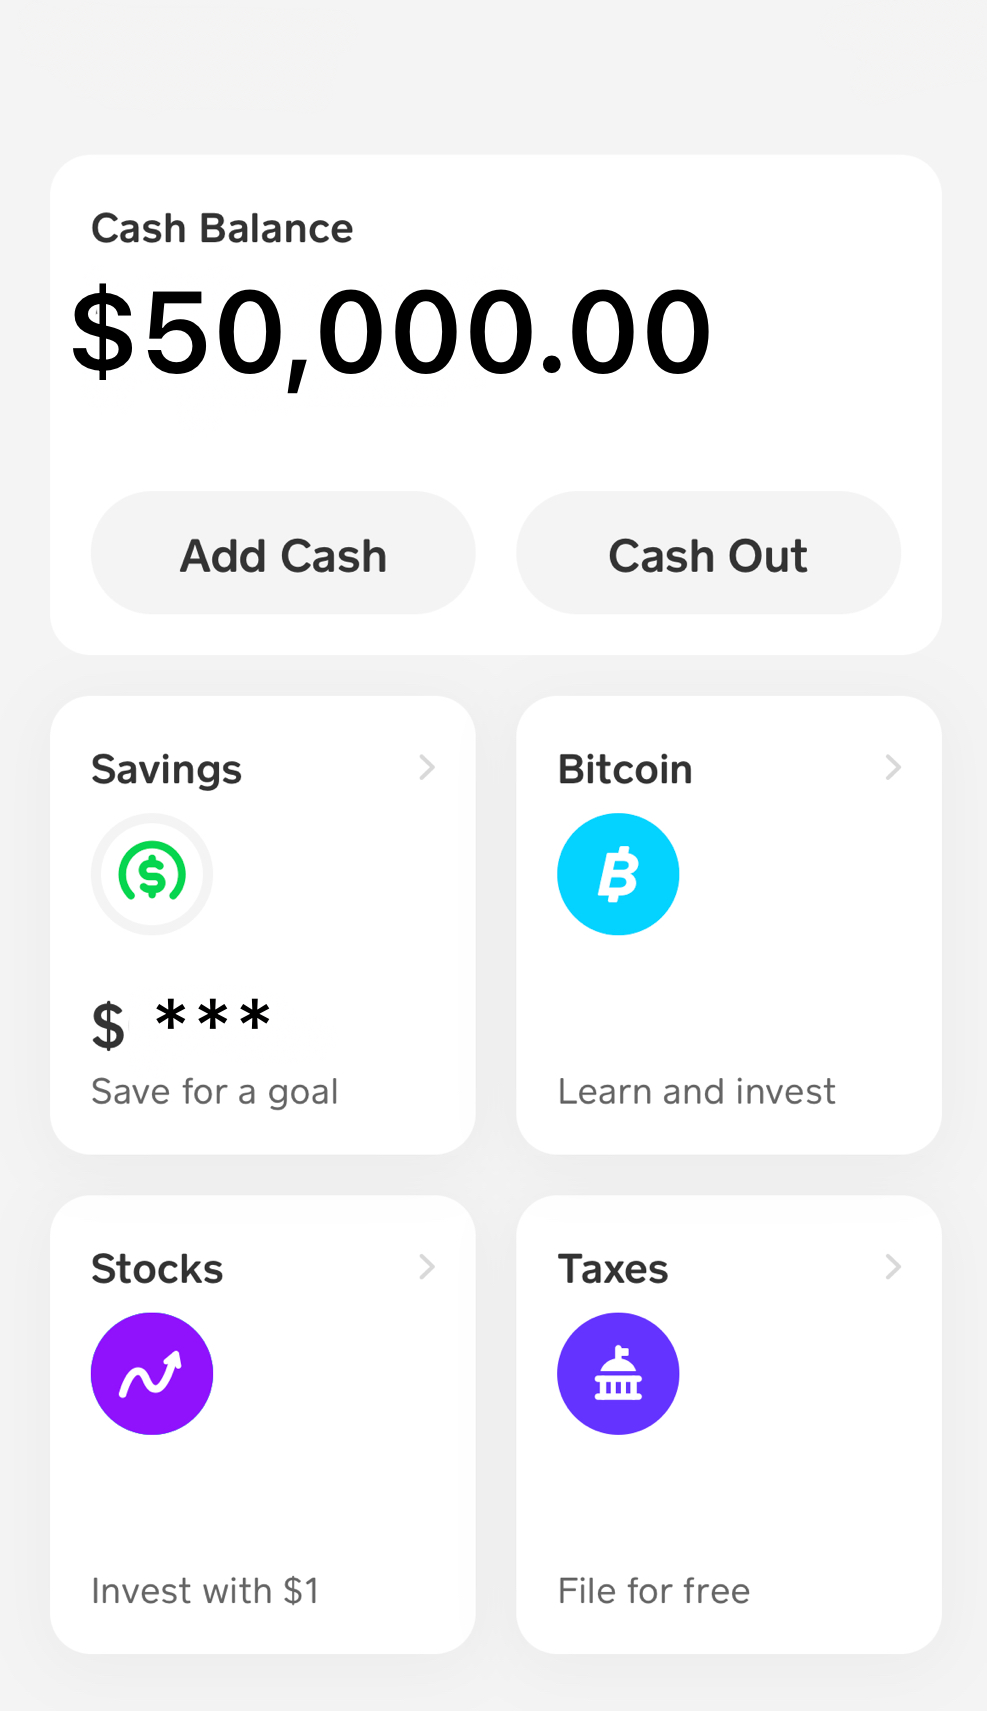 Cash Balance
$50,000.00
Add Cash
Cash Out
Savings
Bitcoin
$ ***
Save for a goal
Learn and invest
Stocks
Taxes
Invest with $1
File for free